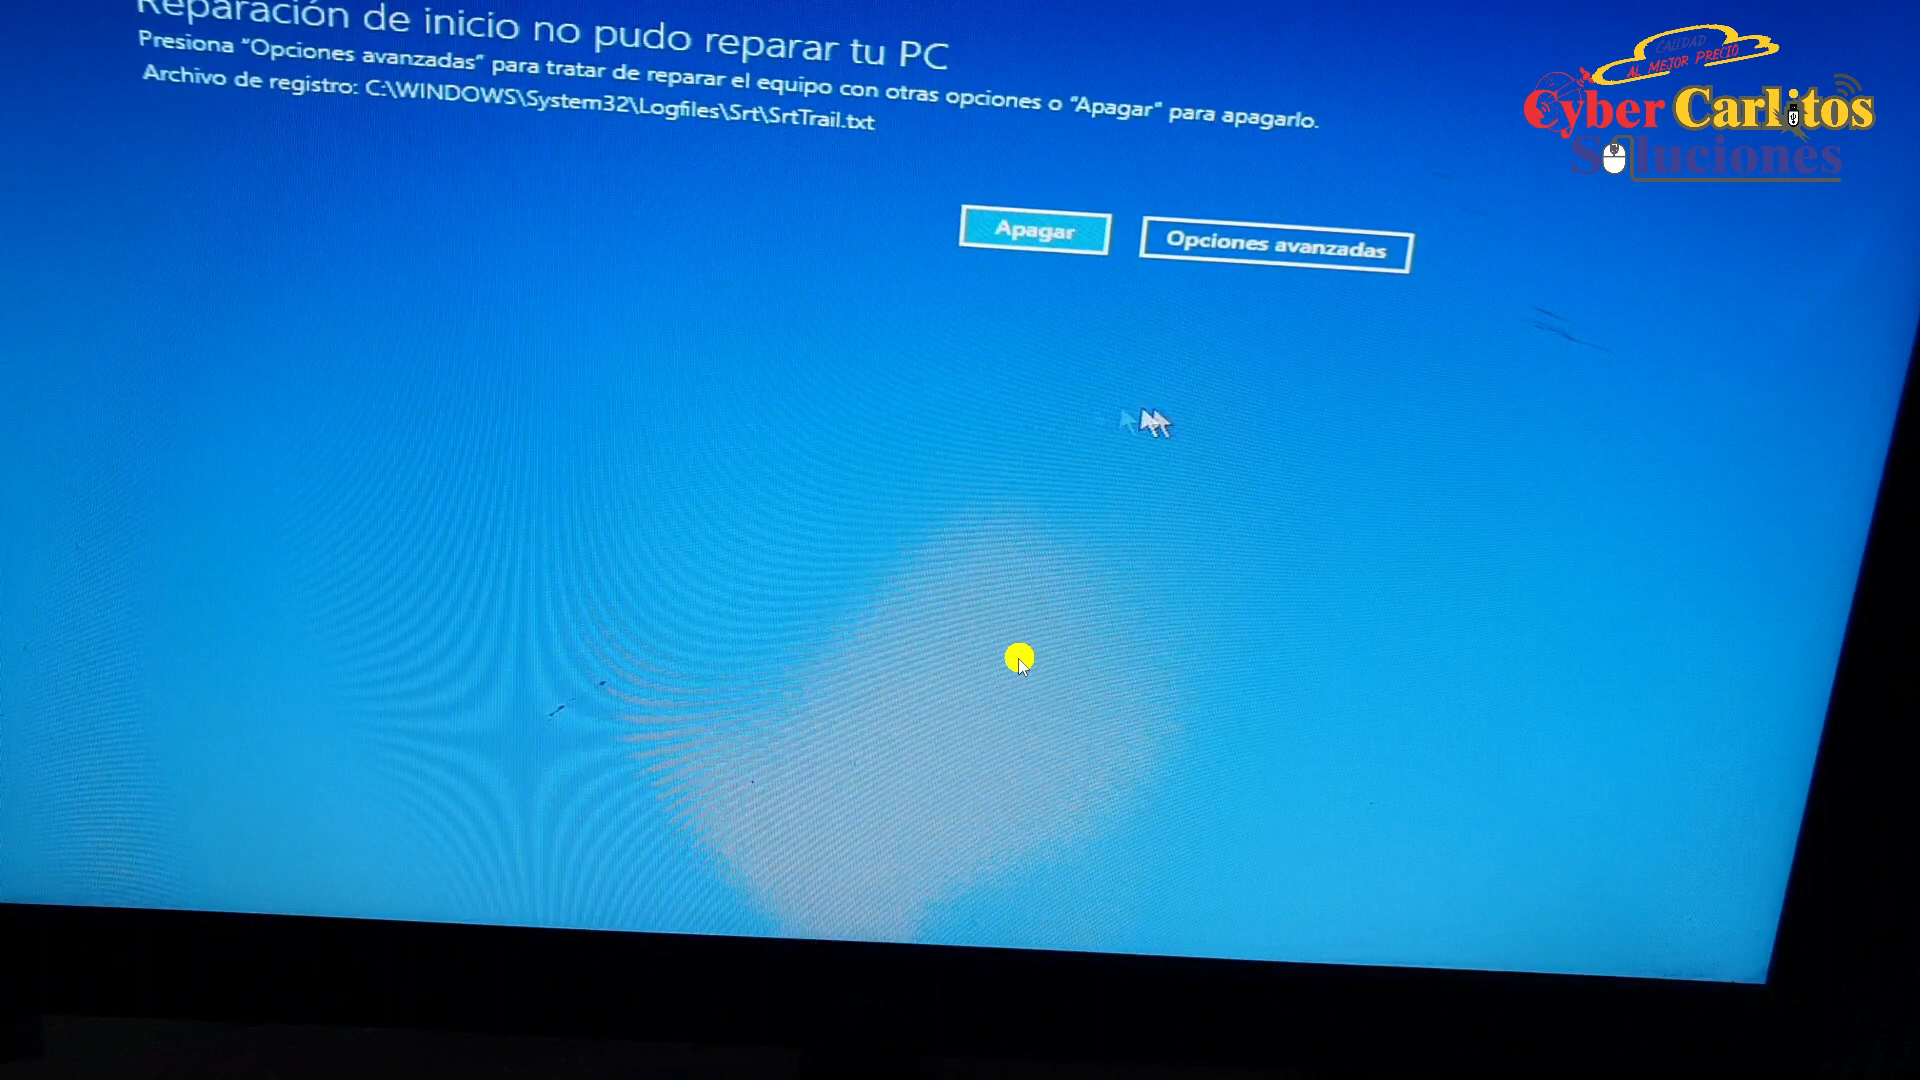 Reparación de inicio no pudo reparar tu PC
Presiona "Opciones avanzadas" para tratar de reparar el equipo con otras opciones o "Apagar" para apagarlo.
Archivo de registro: C:\WINDOWS\System32\Logfiles\Srt\SrtTrail.txt
Apagar
Opciones avanzadas
CALIDAD
AL MEJOR PRECIO
Cyber Carlitos
Soluciones